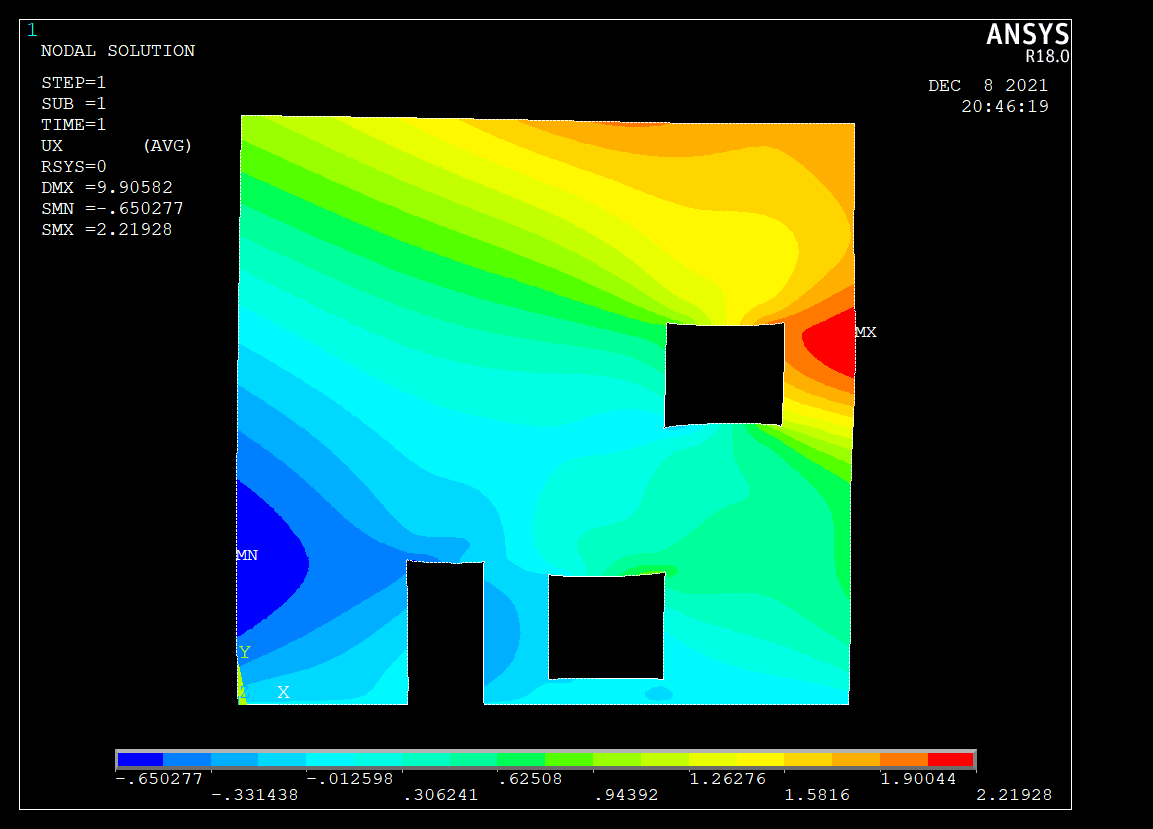 1
ANSYS
R18.0
NODAL SOLUTION
STEP=1
SUB =1
TIME=1
UX (AVG)
RSYS=0
DMX =9.90582
SMN =-.650277
SMX =2.21928
DEC 8 2021
20:46:19
MX
MN
Y
X
-.650277 -.012598 .62508 1.26276 1.90044
-.331438 .306241 .94392 1.5816 2.21928